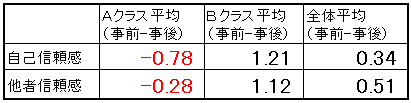 Aクラス平均 Bクラス平均 全体平均
(事前-事後) (事前-事後) (事前-事後)
自己信頼感 -0.78 1.21 0.34
他者信頼感 -0.28 1.12 0.51